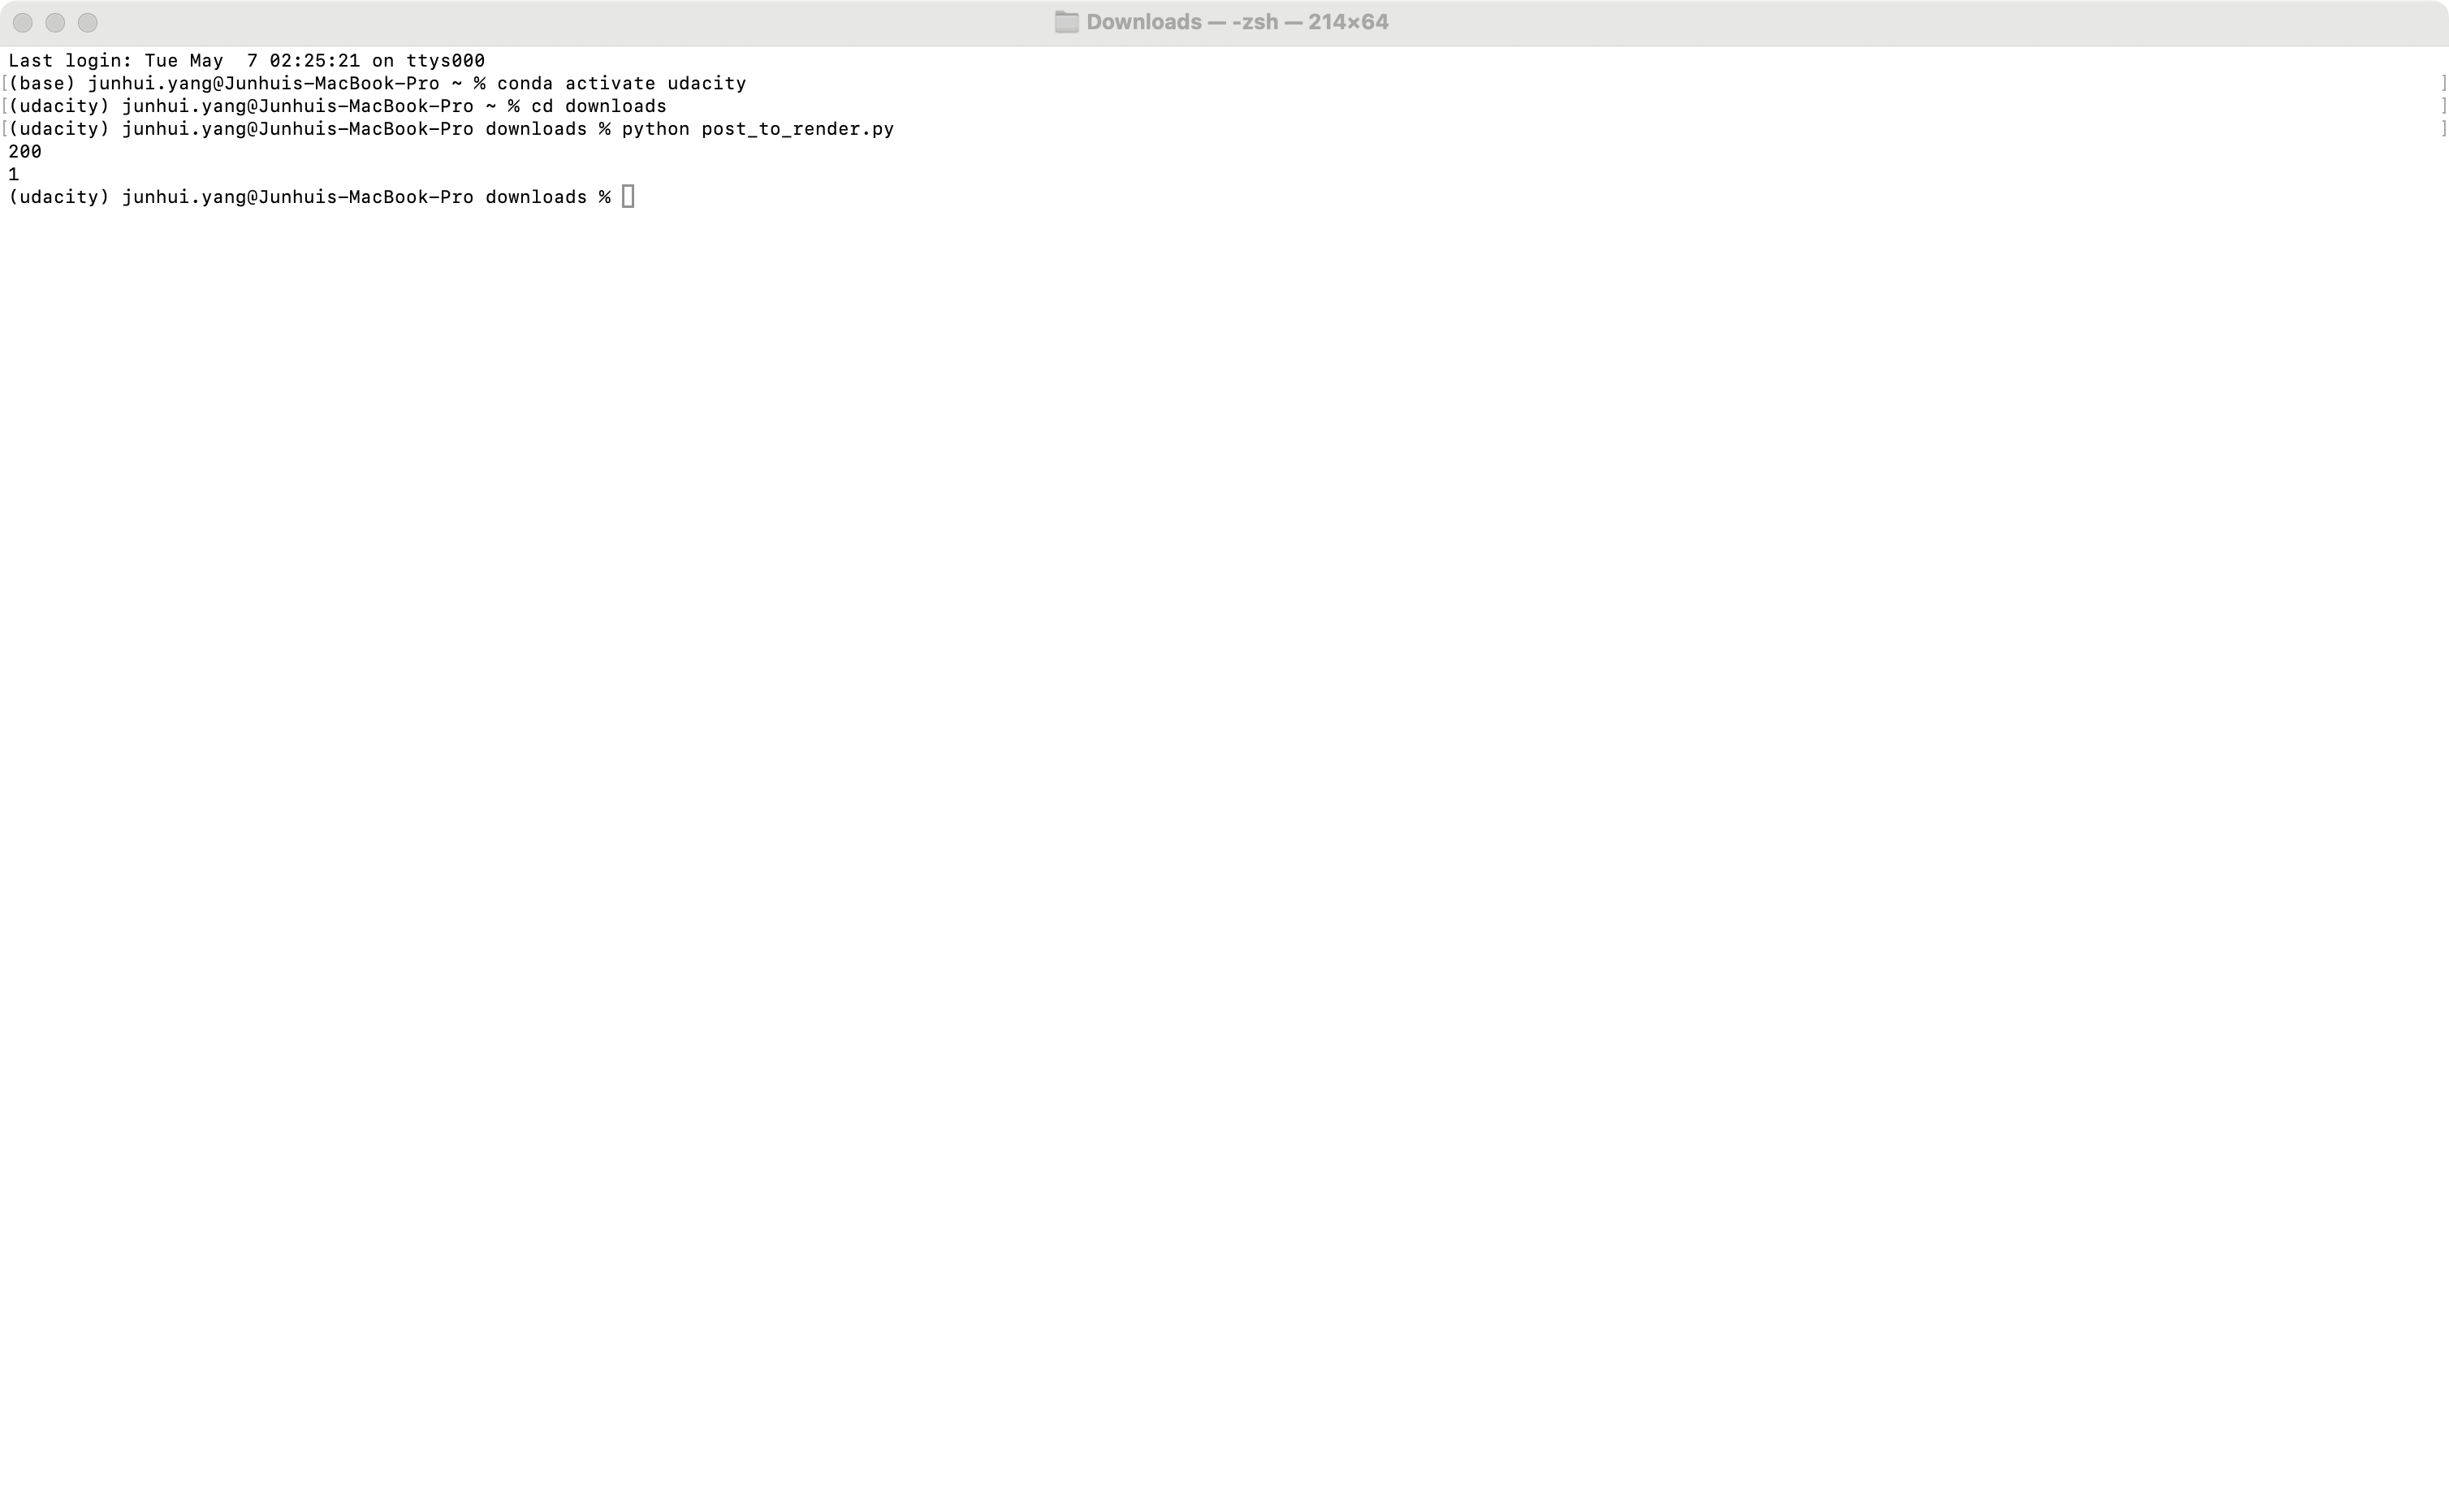 Downloads — -zsh — 214×64
Last login: Tue May  7 02:25:21 on ttys000
[(base) junhui.yang@Junhuis-MacBook-Pro ~ % conda activate udacity ]
[(udacity) junhui.yang@Junhuis-MacBook-Pro ~ % cd downloads ]
[(udacity) junhui.yang@Junhuis-MacBook-Pro downloads % python post_to_render.py ]
200
1
(udacity) junhui.yang@Junhuis-MacBook-Pro downloads %